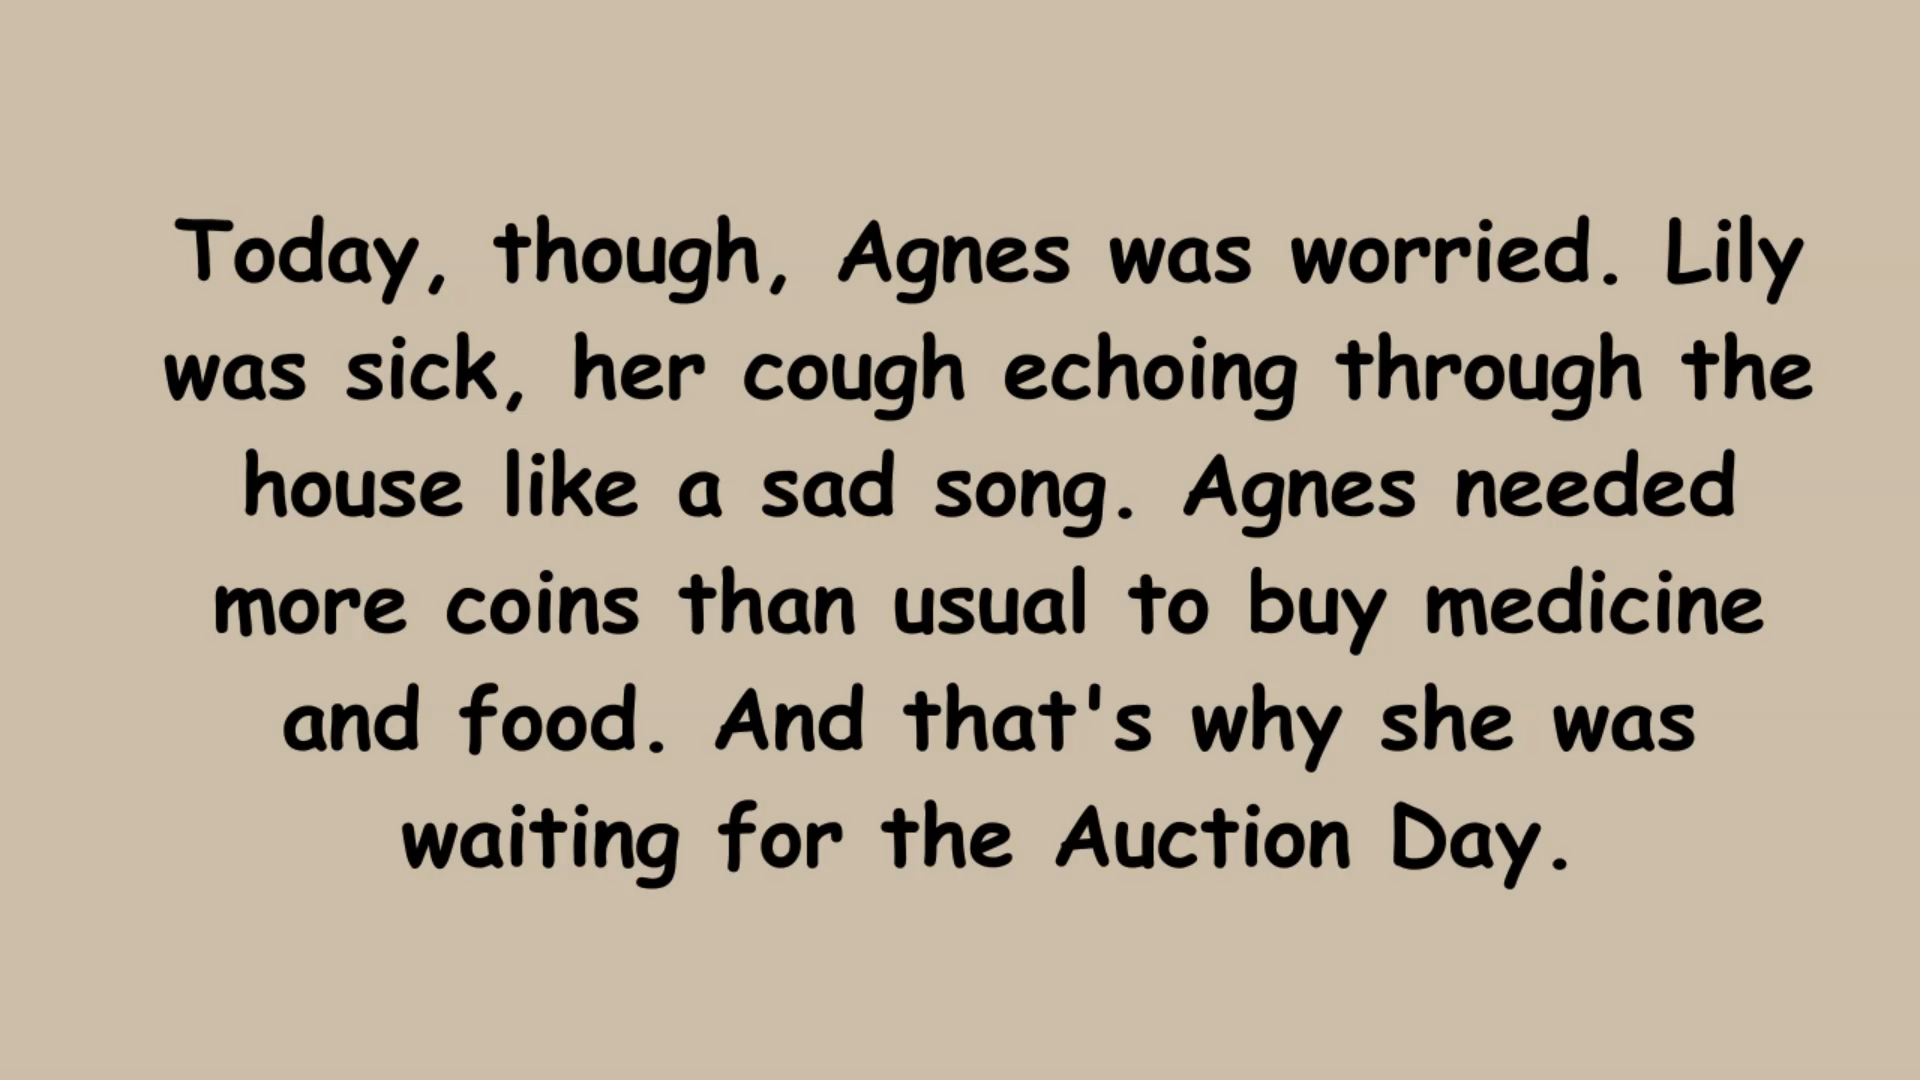 Today, though, Agnes was worried. Lily
was sick, her cough echoing through the
house like a sad song. Agnes needed
more coins than usual to buy medicine
and food. And that's why she was
waiting for the Auction Day.